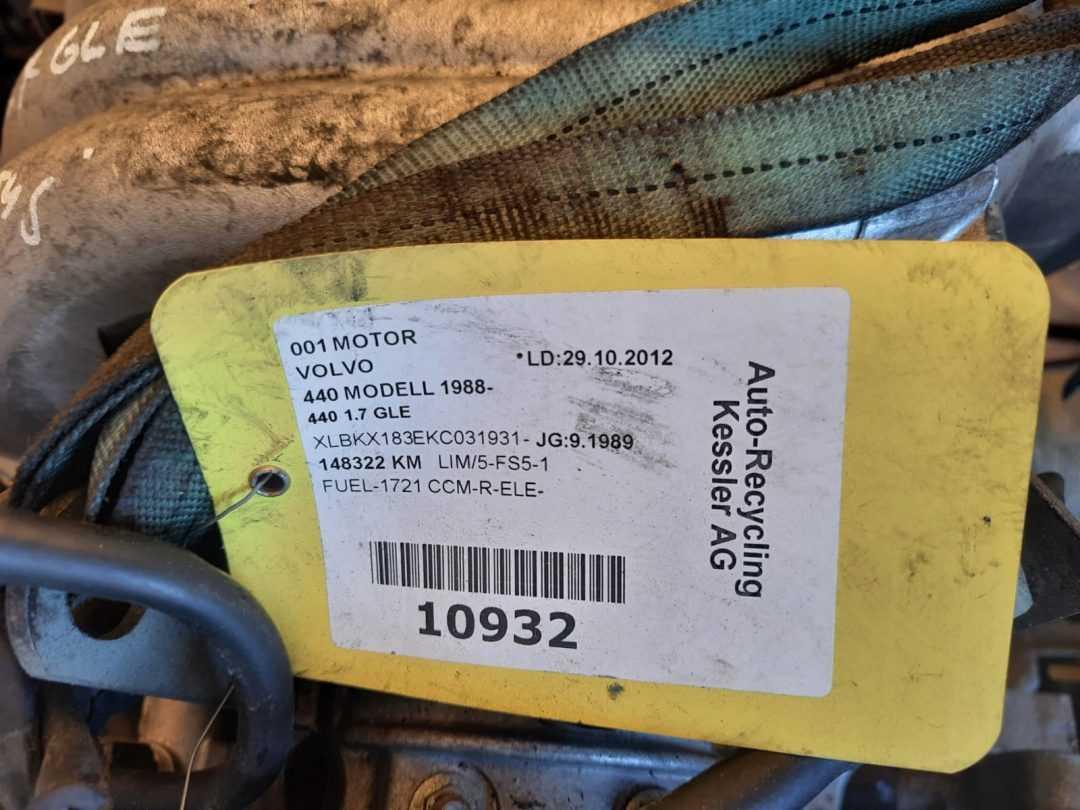 GLE
001 MOTOR
VOLVO
•LD:29.10.2012
440 MODELL 1988-
440 1.7 GLE
XLBKX183EKC031931- JG:9.1989
148322 KM LIM/5-FS5-1
FUEL-1721 CCM-R-ELE-
10932
Auto-Recycling
Kessler AG